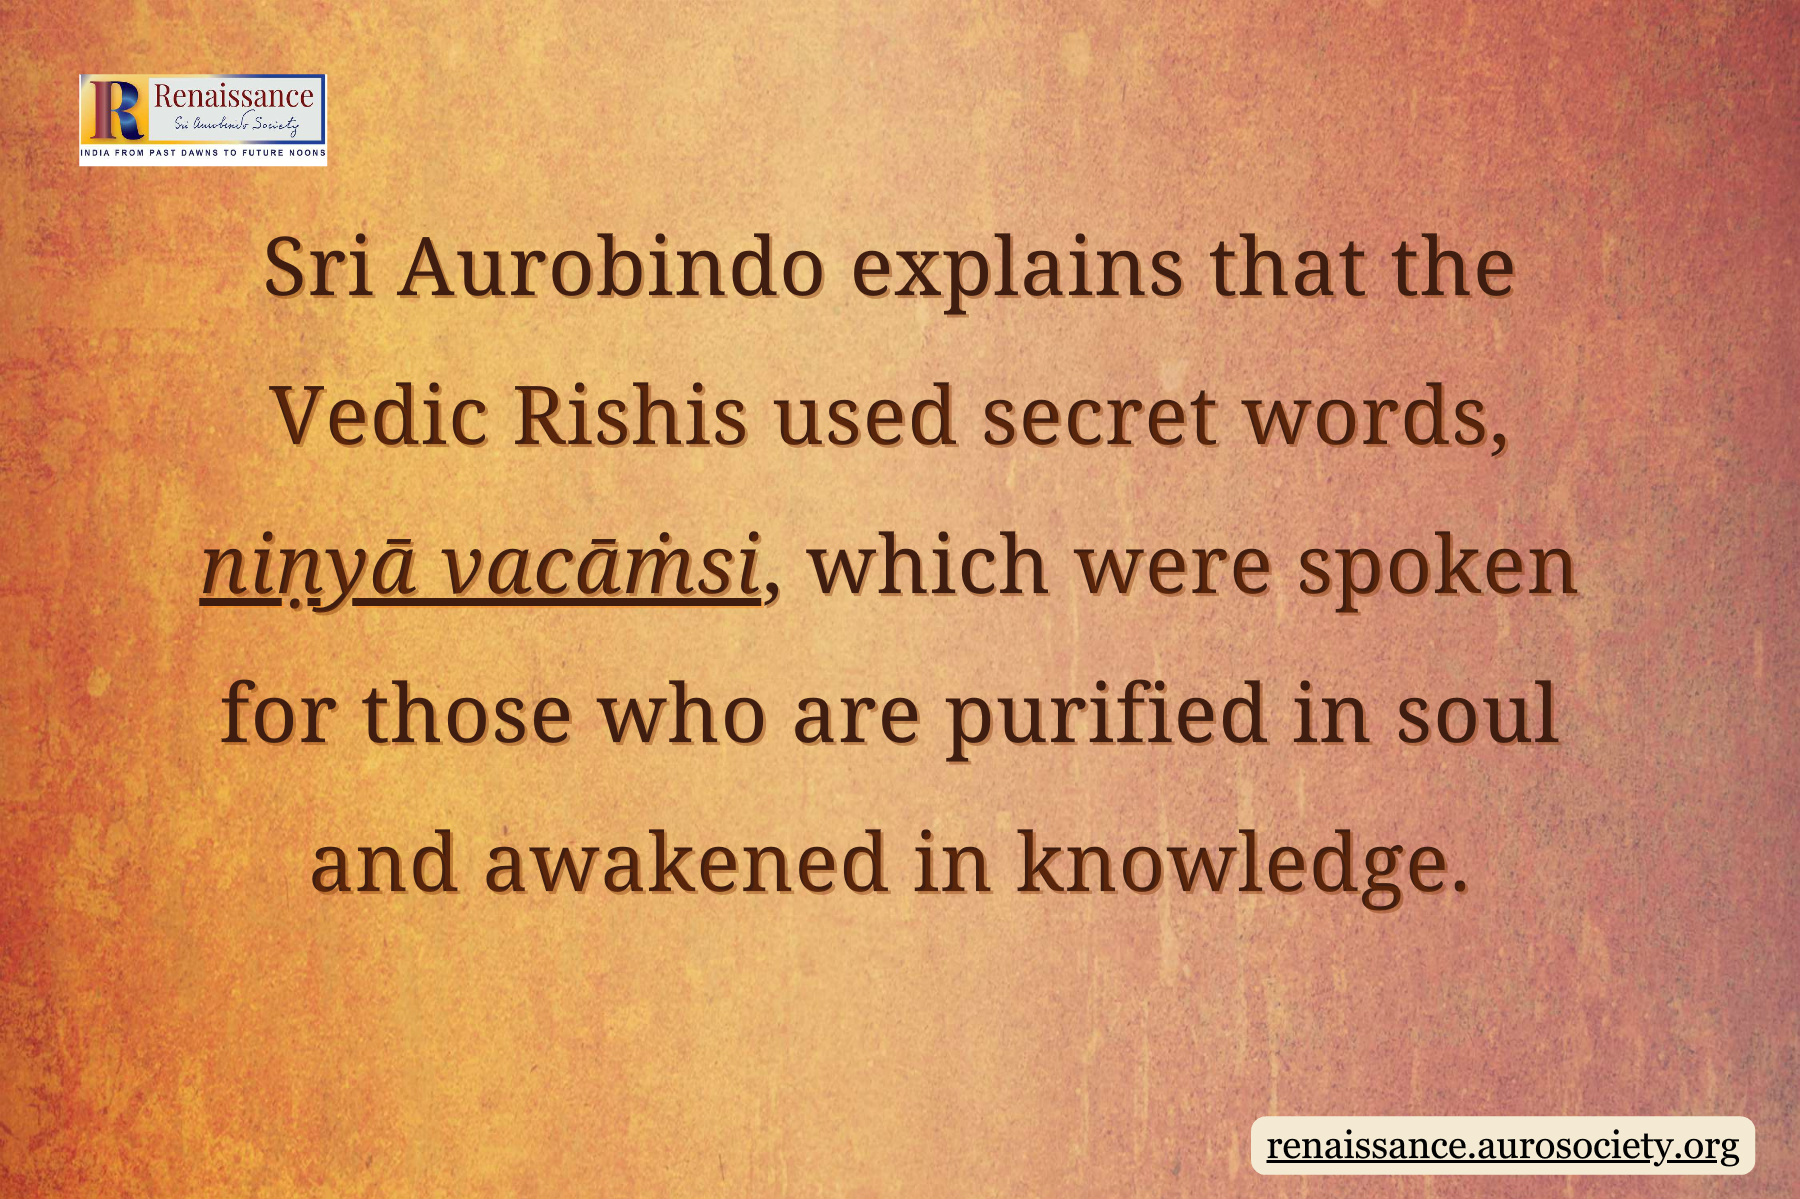 R Renaissance
Sri Aurobindo Society
INDIA FROM PAST DAWNS TO FUTURE NOONS
Sri Aurobindo explains that the
Vedic Rishis used secret words,
niṇyā vacāṁsi, which were spoken
for those who are purified in soul
and awakened in knowledge.
renaissance.aurosociety.org